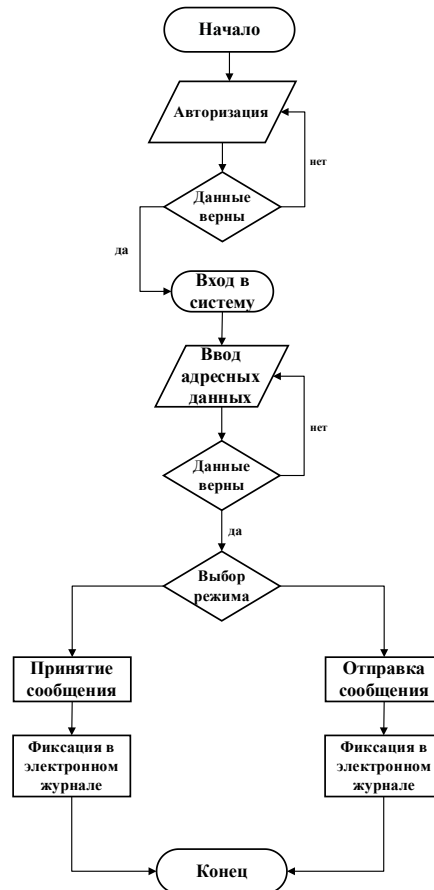 Начало
Авторизация
нет
Данные
верны
да
Вход в
систему
Ввод
адресных
данных
нет
Данные
верны
да
Выбор
режима
Принятие
сообщения
Отправка
сообщения
Фиксация в
электронном
журнале
Фиксация в
электронном
журнале
Конец